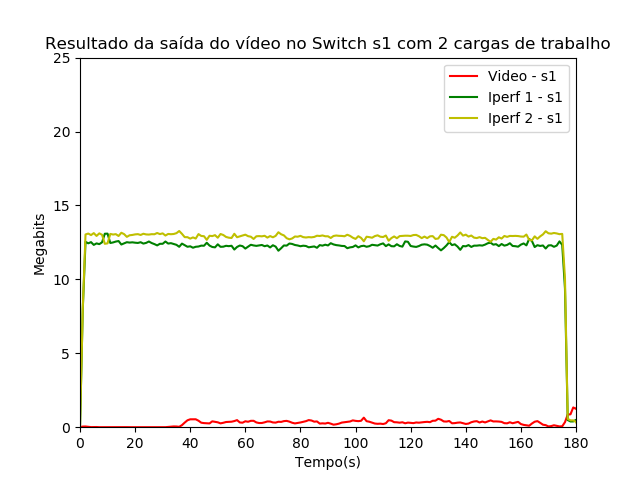 Resultado da saída do vídeo no Switch s1 com 2 cargas de trabalho
25
20
15
10
5
0
Megabits
Video - s1
Iperf 1 - s1
Iperf 2 - s1
0 20 40 60 80 100 120 140 160 180
Tempo(s)